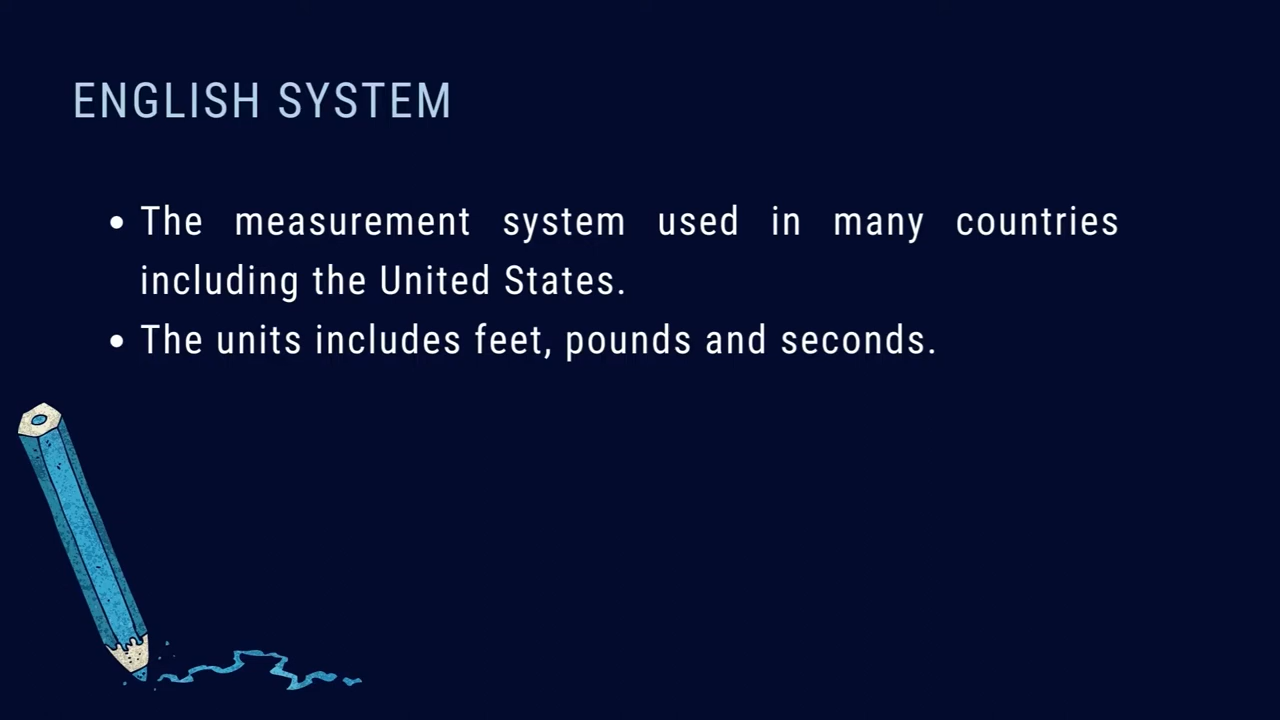 ENGLISH SYSTEM
• The measurement system used in many countries
including the United States.
• The units includes feet, pounds and seconds.